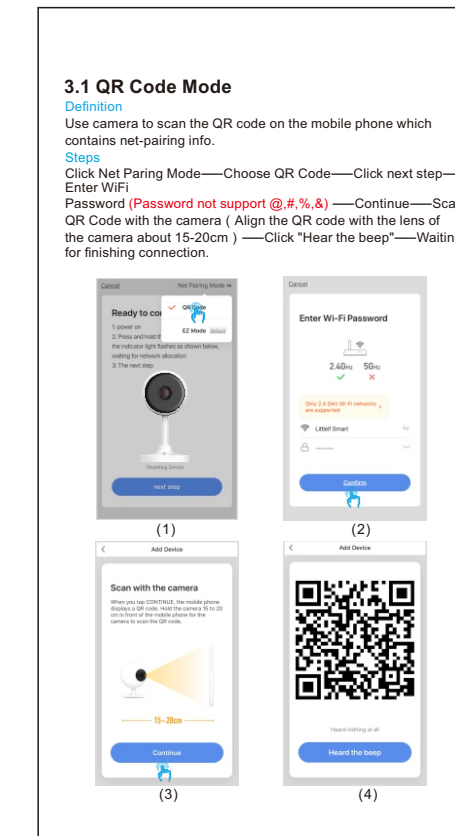 3.1 QR Code Mode
Definition
Use camera to scan the QR code on the mobile phone which
contains net-pairing info.
Steps
Click Net Paring Mode——Choose QR Code——Click next step—
Enter WiFi
Password (Password not support @,#,%,&) ——Continue——Sca
QR Code with the camera ( Align the QR code with the lens of
the camera about 15-20cm ) ——Click "Hear the beep"——Waitin
for finishing connection.
Cancel Net Pairing Mode
Ready to co
QR Code
1: power on
EZ Mode Default
2: Press and hold th
the indicator light flashes as shown below,
waiting for network allocation
3: The next step
Resetting Device
next step
(1)
Cancel
Enter Wi-Fi Password
2.4GHz 5GHz
Only 2.4 GHz Wi-Fi networks
are supported
Littelf Smart
Confirm
(2)
Add Device
Scan with the camera
When you tap CONTINUE, the mobile phone
displays a QR code. Hold the camera 15 to 20
cm in front of the mobile phone for the
camera to scan the QR code.
15-20cm
Continue
(3)
Add Device
Heard nothing at all
Heard the beep
(4)